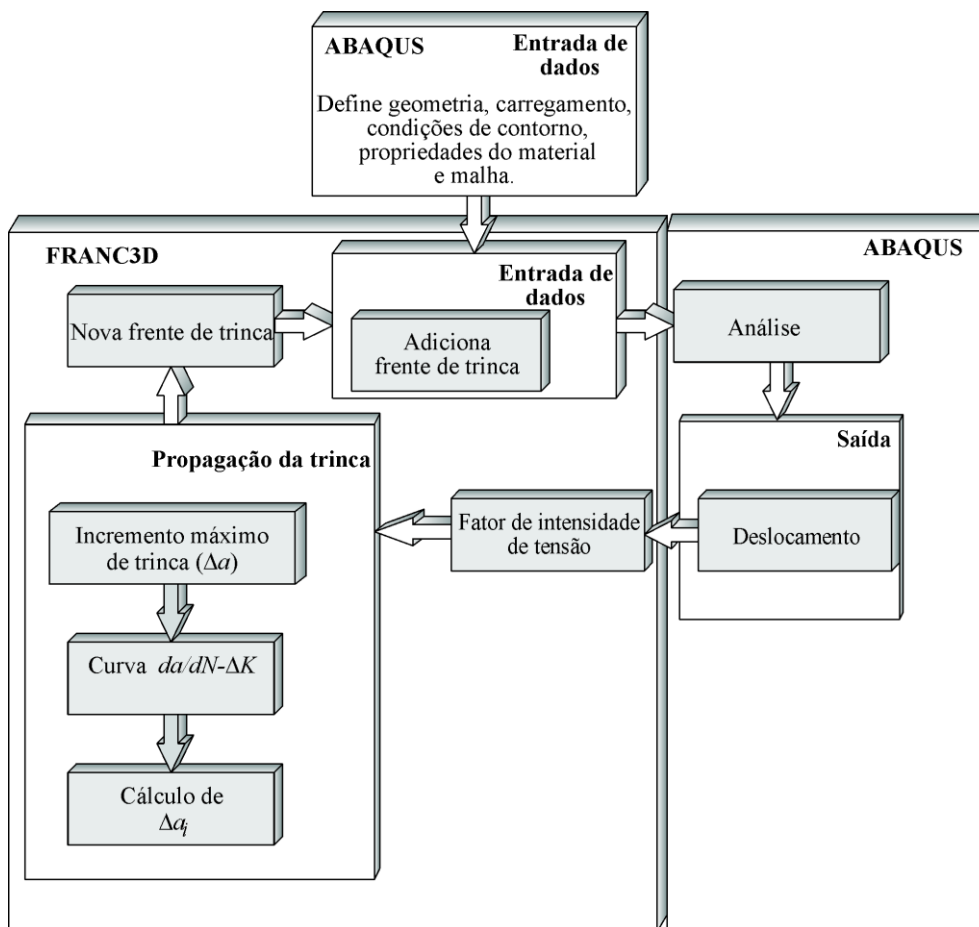 ABAQUS
Entrada de
dados
Define geometria, carregamento,
condições de contorno,
propriedades do material
e malha.
FRANC3D
ABAQUS
Nova frente de trinca
Entrada de
dados
Adiciona
frente de trinca
Análise
Saída
Deslocamento
Fator de intensidade
de tensão
Propagação da trinca
Incremento máximo
de trinca (Δa)
Curva da/dN-ΔK
Cálculo de
Δai